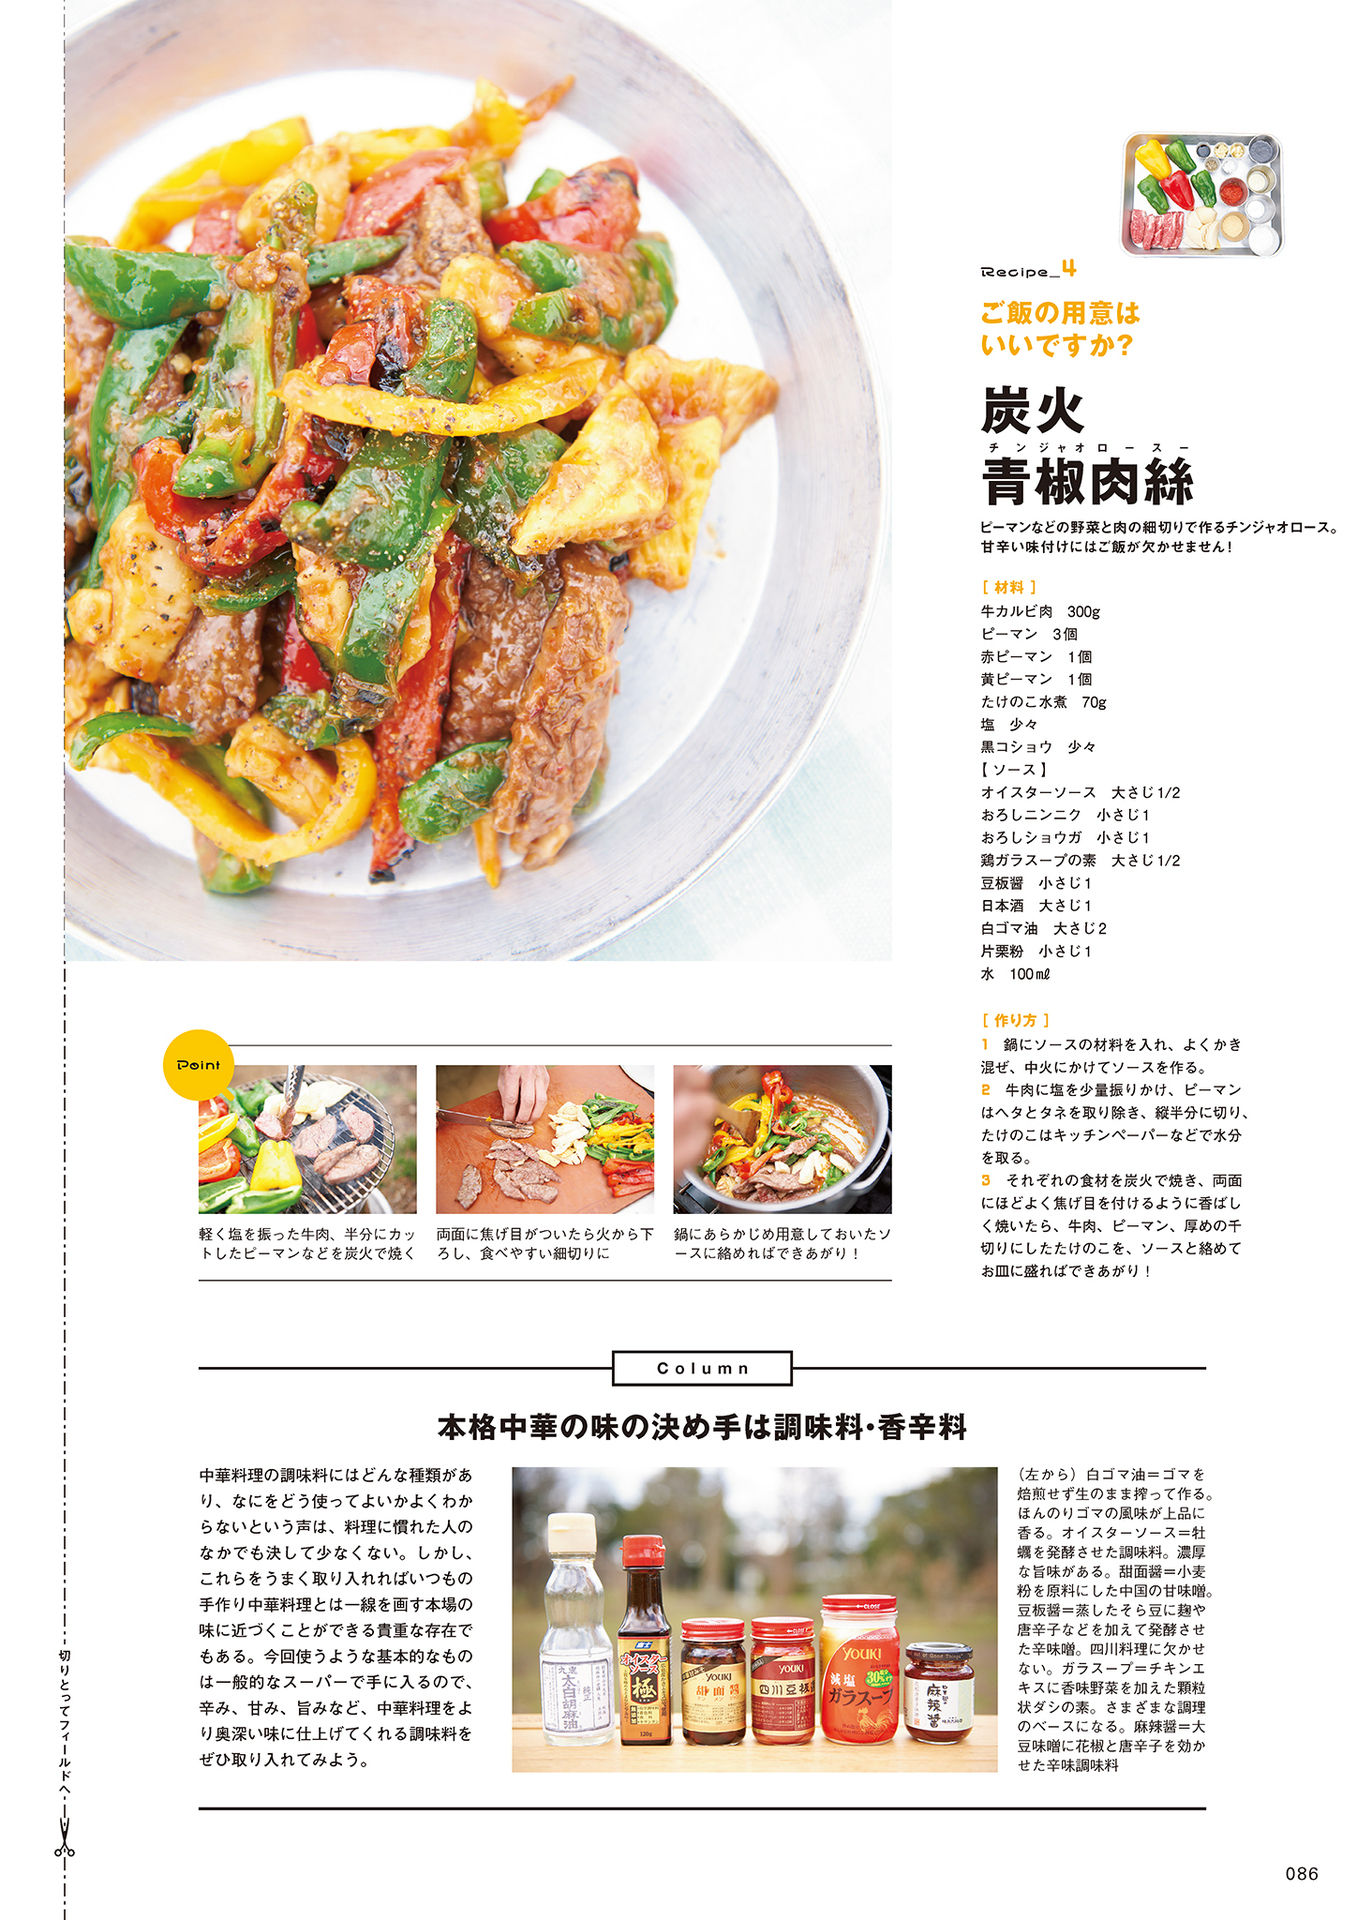 Recipe_4
ご飯の用意は
いいですか?
炭火
チンジャオロースー
青椒肉絲
ピーマンなどの野菜と肉の細切りで作るチンジャオロース。
甘辛い味付けにはご飯が欠かせません！
[ 材料 ]
牛カルビ肉　300g
ピーマン　3個
赤ピーマン　1個
黄ピーマン　1個
たけのこ水煮　70g
塩　少々
黒コショウ　少々
【ソース】
オイスターソース　大さじ1/2
おろしニンニク　小さじ1
おろしショウガ　小さじ1
鶏ガラスープの素　大さじ1/2
豆板醤　小さじ1
日本酒　大さじ1
白ゴマ油　大さじ2
片栗粉　小さじ1
水　100㎖
[ 作り方 ]
1　鍋にソースの材料を入れ、よくかき
混ぜ、中火にかけてソースを作る。
2　牛肉に塩を少量振りかけ、ピーマン
はヘタとタネを取り除き、縦半分に切り、
たけのこはキッチンペーパーなどで水分
を取る。
3　それぞれの食材を炭火で焼き、両面
にほどよく焦げ目を付けるように香ばし
く焼いたら、牛肉、ピーマン、厚めの千
切りにしたたけのこを、ソースと絡めて
お皿に盛ればできあがり！
Point
軽く塩を振った牛肉、半分にカッ
トしたピーマンなどを炭火で焼く
両面に焦げ目がついたら火から下
ろし、食べやすい細切りに
鍋にあらかじめ用意しておいたソ
ースに絡めればできあがり！
Column
本格中華の味の決め手は調味料・香辛料
中華料理の調味料にはどんな種類があ
り、なにをどう使ってよいかよくわか
らないという声は、料理に慣れた人の
なかでも決して少なくない。しかし、
これらをうまく取り入れればいつもの
手作り中華料理とは一線を画す本場の
味に近づくことができる貴重な存在で
もある。今回使うような基本的なもの
は一般的なスーパーで手に入るので、
辛み、甘み、旨みなど、中華料理をよ
り奥深い味に仕上げてくれる調味料を
ぜひ取り入れてみよう。
九鬼
純正
太白胡麻油
富士
オイスター
ソース
極
120g
YOUKI
甜面醤
CLOSE
YOUKI
四川豆板醤
CLOSE
YOUKI
減塩
30%
ガラスープ
麻辣醤
（左から）白ゴマ油＝ゴマを
焙煎せず生のまま搾って作る。
ほんのりゴマの風味が上品に
香る。オイスターソース＝牡
蠣を発酵させた調味料。濃厚
な旨味がある。甜面醤＝小麦
粉を原料にした中国の甘味噌。
豆板醤＝蒸したそら豆に麹や
唐辛子などを加えて発酵させ
た辛味噌。四川料理に欠かせ
ない。ガラスープ＝チキンエ
キスに香味野菜を加えた顆粒
状ダシの素。さまざまな調理
のベースになる。麻辣醤＝大
豆味噌に花椒と唐辛子を効か
せた辛味調味料
切りとってフィールドへ
086